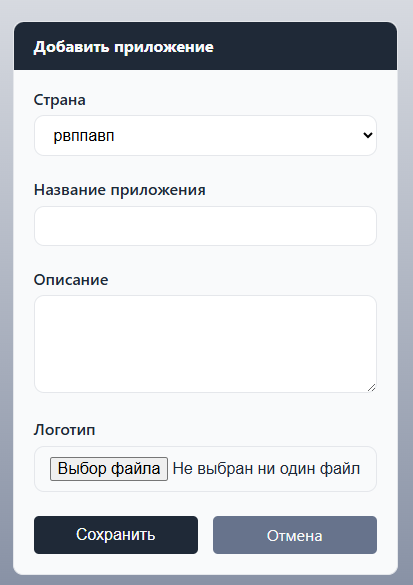 Добавить приложение
Страна
рвппавп
Название приложения
Описание
Логотип
Выбор файла Не выбран ни один файл
Сохранить Отмена